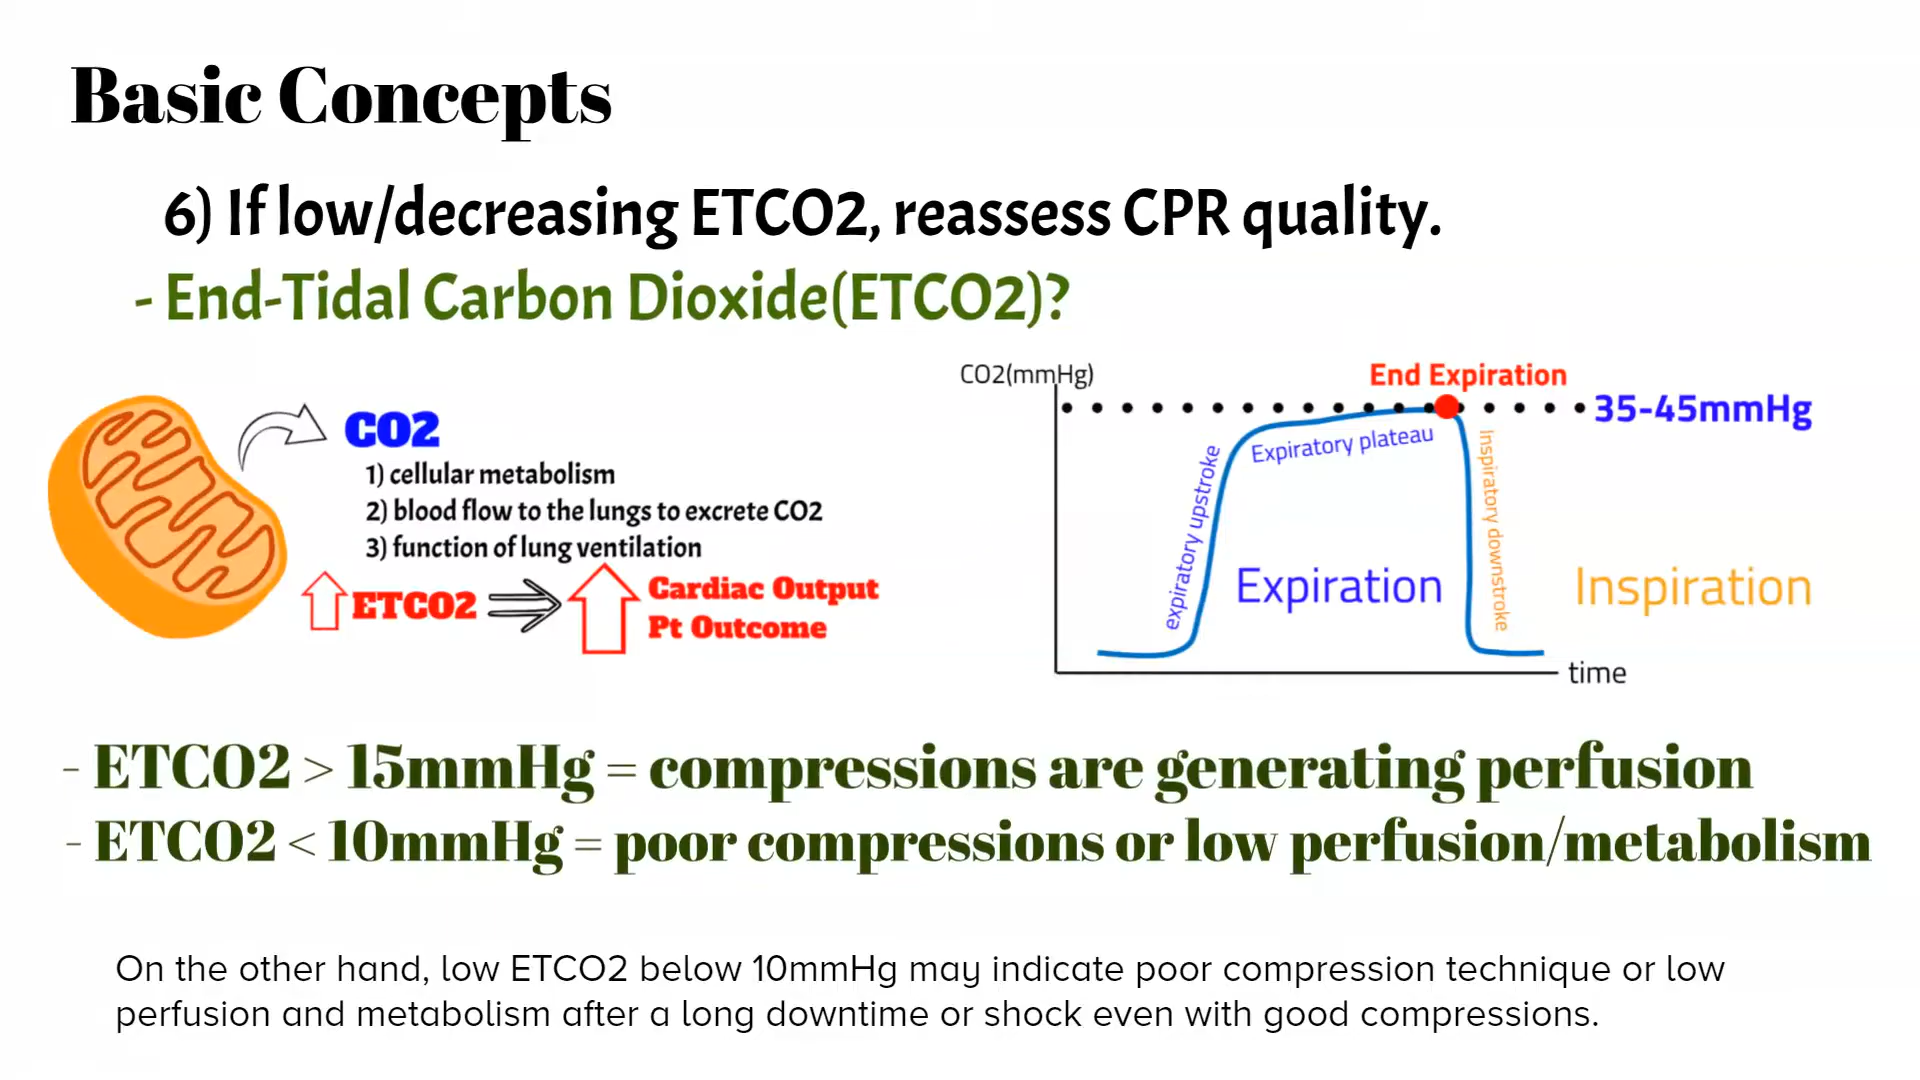 Basic Concepts
6) If low/decreasing ETCO2, reassess CPR quality.
- End-Tidal Carbon Dioxide(ETCO2)?
CO2
1) cellular metabolism
2) blood flow to the lungs to excrete CO2
3) function of lung ventilation
ETCO2
Cardiac Output
Pt Outcome
CO2(mmHg)
End Expiration
35-45mmHg
expiratory upstroke
Expiratory plateau
Inspiratory downstroke
Expiration
Inspiration
time
- ETCO2 > 15mmHg = compressions are generating perfusion
- ETCO2 < 10mmHg = poor compressions or low perfusion/metabolism
On the other hand, low ETCO2 below 10mmHg may indicate poor compression technique or low
perfusion and metabolism after a long downtime or shock even with good compressions.